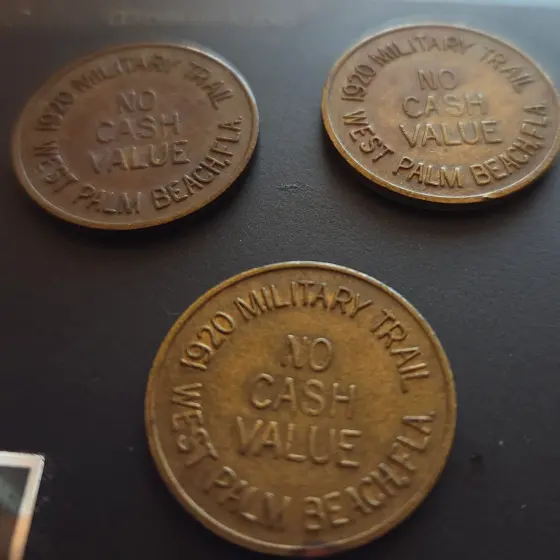 1920 MILITARY TRAIL
NO
CASH
VALUE
WEST PALM BEACH, FLA.
1920 MILITARY TRAIL
NO
CASH
VALUE
WEST PALM BEACH, FLA.
1920 MILITARY TRAIL
NO
CASH
VALUE
WEST PALM BEACH, FLA.